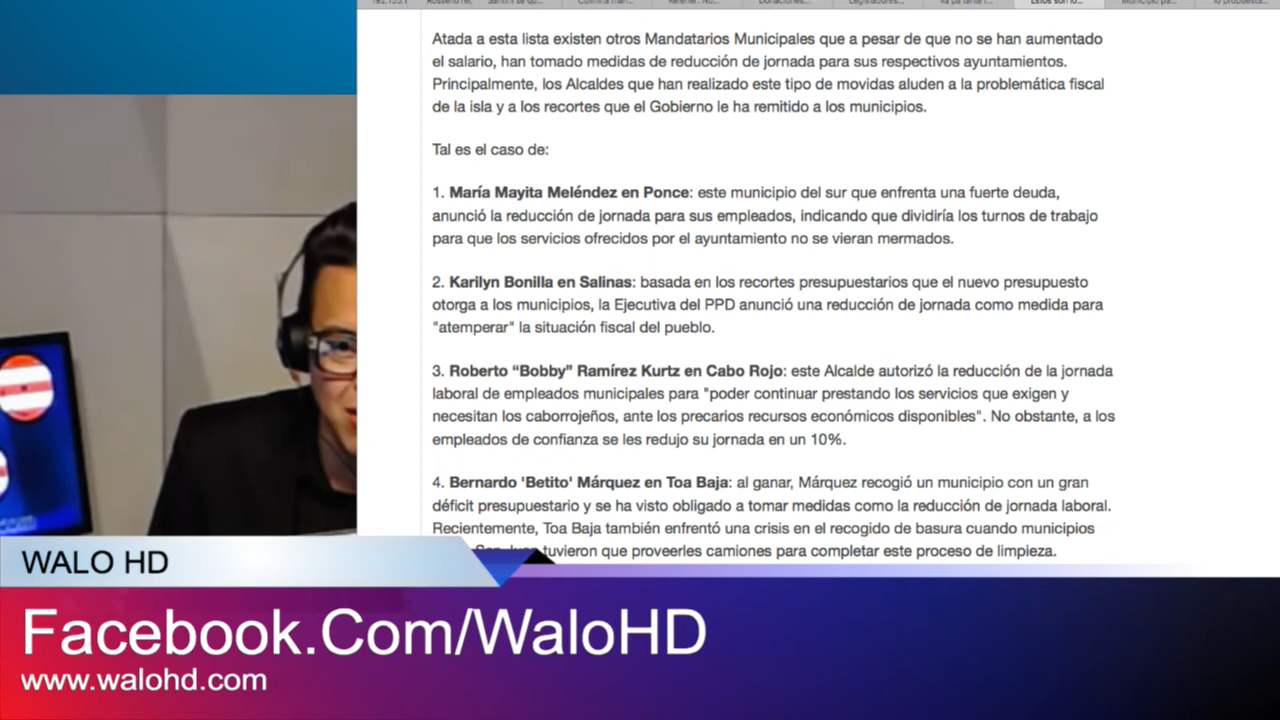 Santini se qu...
Donaciones...
Legisladores...
Estos son lo...
Municipio pa...
Atada a esta lista existen otros Mandatarios Municipales que a pesar de que no se han aumentado
el salario, han tomado medidas de reducción de jornada para sus respectivos ayuntamientos.
Principalmente, los Alcaldes que han realizado este tipo de movidas aluden a la problemática fiscal
de la isla y a los recortes que el Gobierno le ha remitido a los municipios.
Tal es el caso de:
1. María Mayita Meléndez en Ponce: este municipio del sur que enfrenta una fuerte deuda,
anunció la reducción de jornada para sus empleados, indicando que dividiría los turnos de trabajo
para que los servicios ofrecidos por el ayuntamiento no se vieran mermados.
2. Karilyn Bonilla en Salinas: basada en los recortes presupuestarios que el nuevo presupuesto
otorga a los municipios, la Ejecutiva del PPD anunció una reducción de jornada como medida para
"atemperar" la situación fiscal del pueblo.
3. Roberto “Bobby” Ramírez Kurtz en Cabo Rojo: este Alcalde autorizó la reducción de la jornada
laboral de empleados municipales para "poder continuar prestando los servicios que exigen y
necesitan los caborrojeños, ante los precarios recursos económicos disponibles". No obstante, a los
empleados de confianza se les redujo su jornada en un 10%.
4. Bernardo 'Betito' Márquez en Toa Baja: al ganar, Márquez recogió un municipio con un gran
déficit presupuestario y se ha visto obligado a tomar medidas como la reducción de jornada laboral.
Recientemente, Toa Baja también enfrentó una crisis en el recogido de basura cuando municipios
tuvieron que proveerles camiones para completar este proceso de limpieza.
WALO HD
Facebook.Com/WaloHD
www.walohd.com